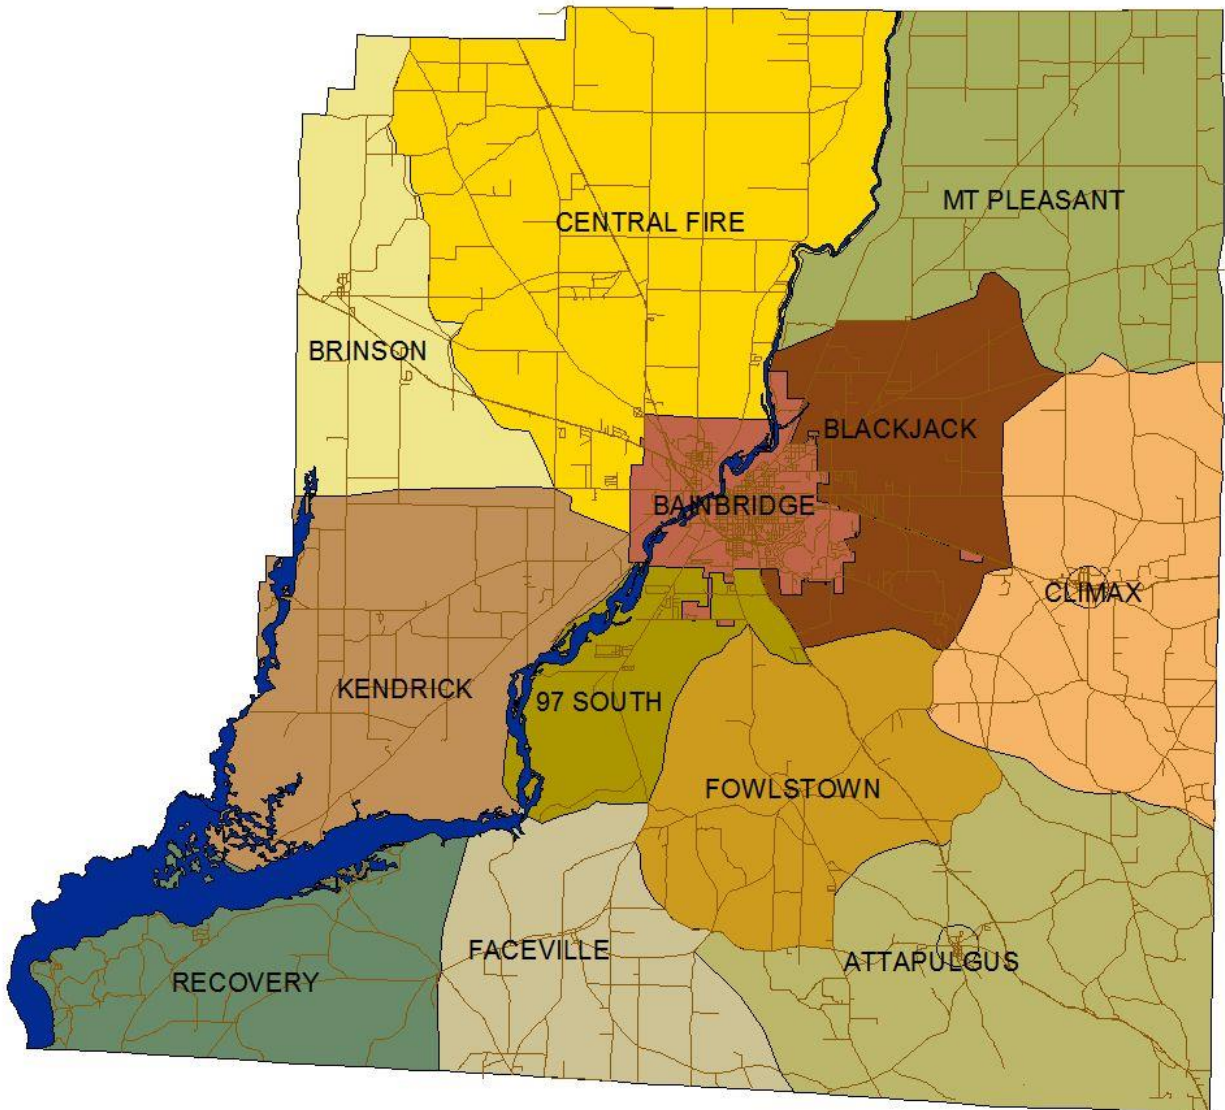 MT PLEASANT
CENTRAL FIRE
BRINSON
BLACKJACK
BAINBRIDGE
CLIMAX
KENDRICK
97 SOUTH
FOWLSTOWN
FACEVILLE
ATTAPULGUS
RECOVERY